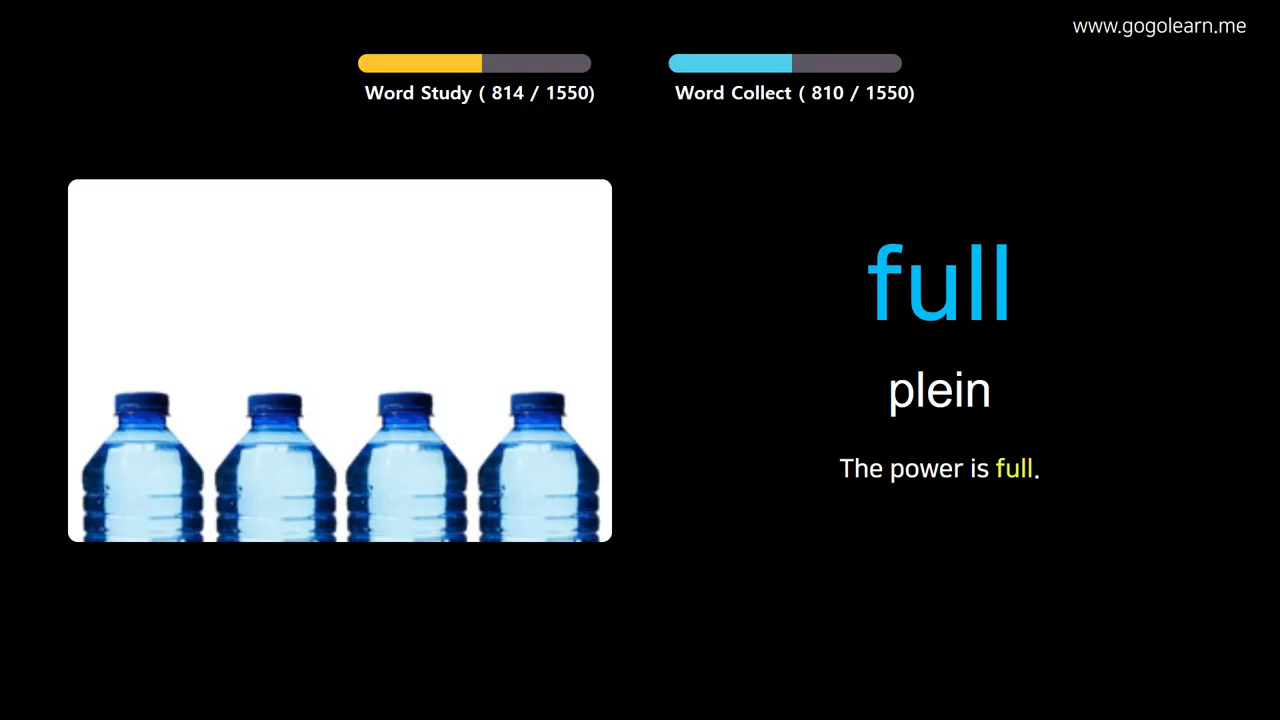 www.gogolearn.me
Word Study ( 814 / 1550)
Word Collect ( 810 / 1550)
full
plein
The power is full.